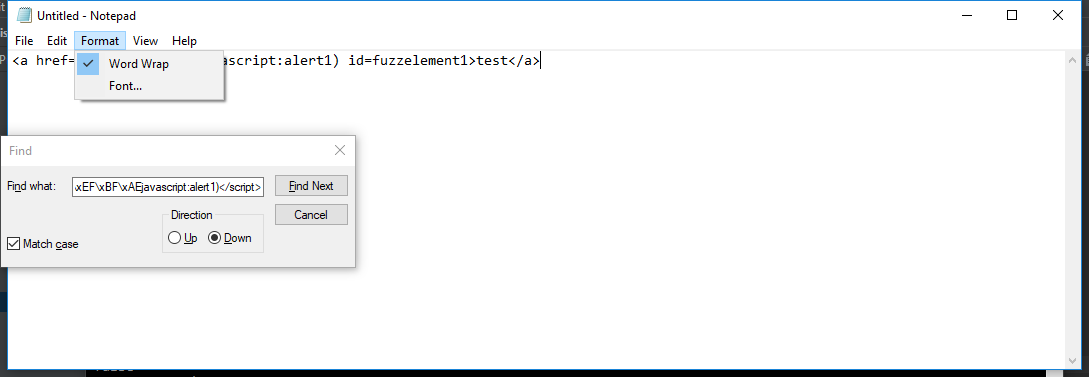 Untitled - Notepad
File Edit Format View Help
<a href= ascript:alert1) id=fuzzelement1>test</a>
Word Wrap
Font...
Find
Find what: xEF\xBF\xAEjavascript:alert1)</script>
Find Next
Cancel
Direction
Up Down
Match case